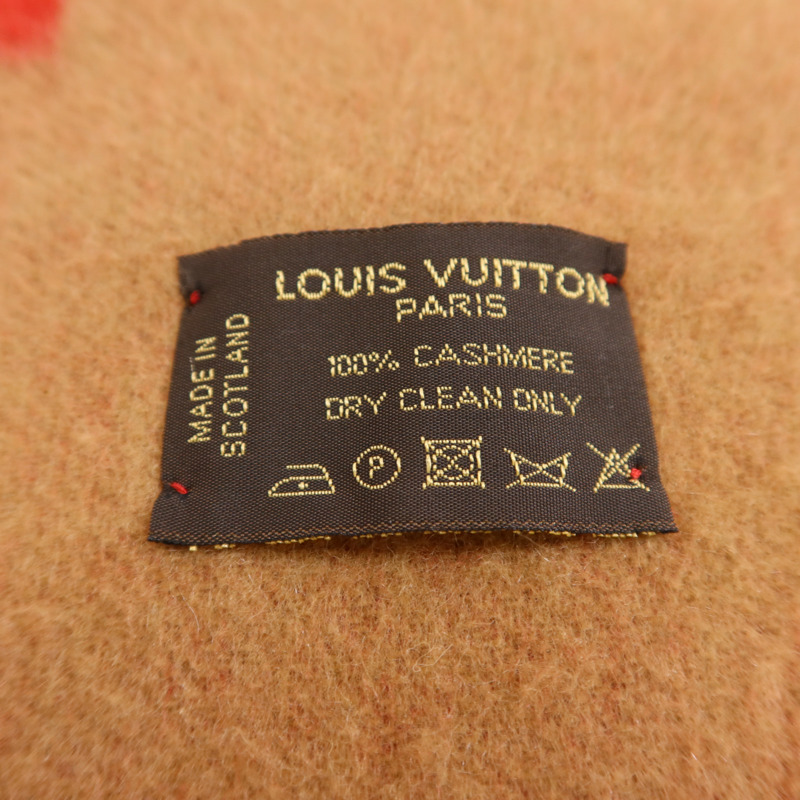 LOUIS VUITTON
PARIS
100% CASHMERE
DRY CLEAN ONLY
P
A
MADE IN
SCOTLAND